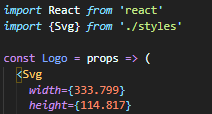 import React from 'react'
import {Svg} from './styles'
const Logo = props => (
<Svg
width={333.799}
height={114.817}